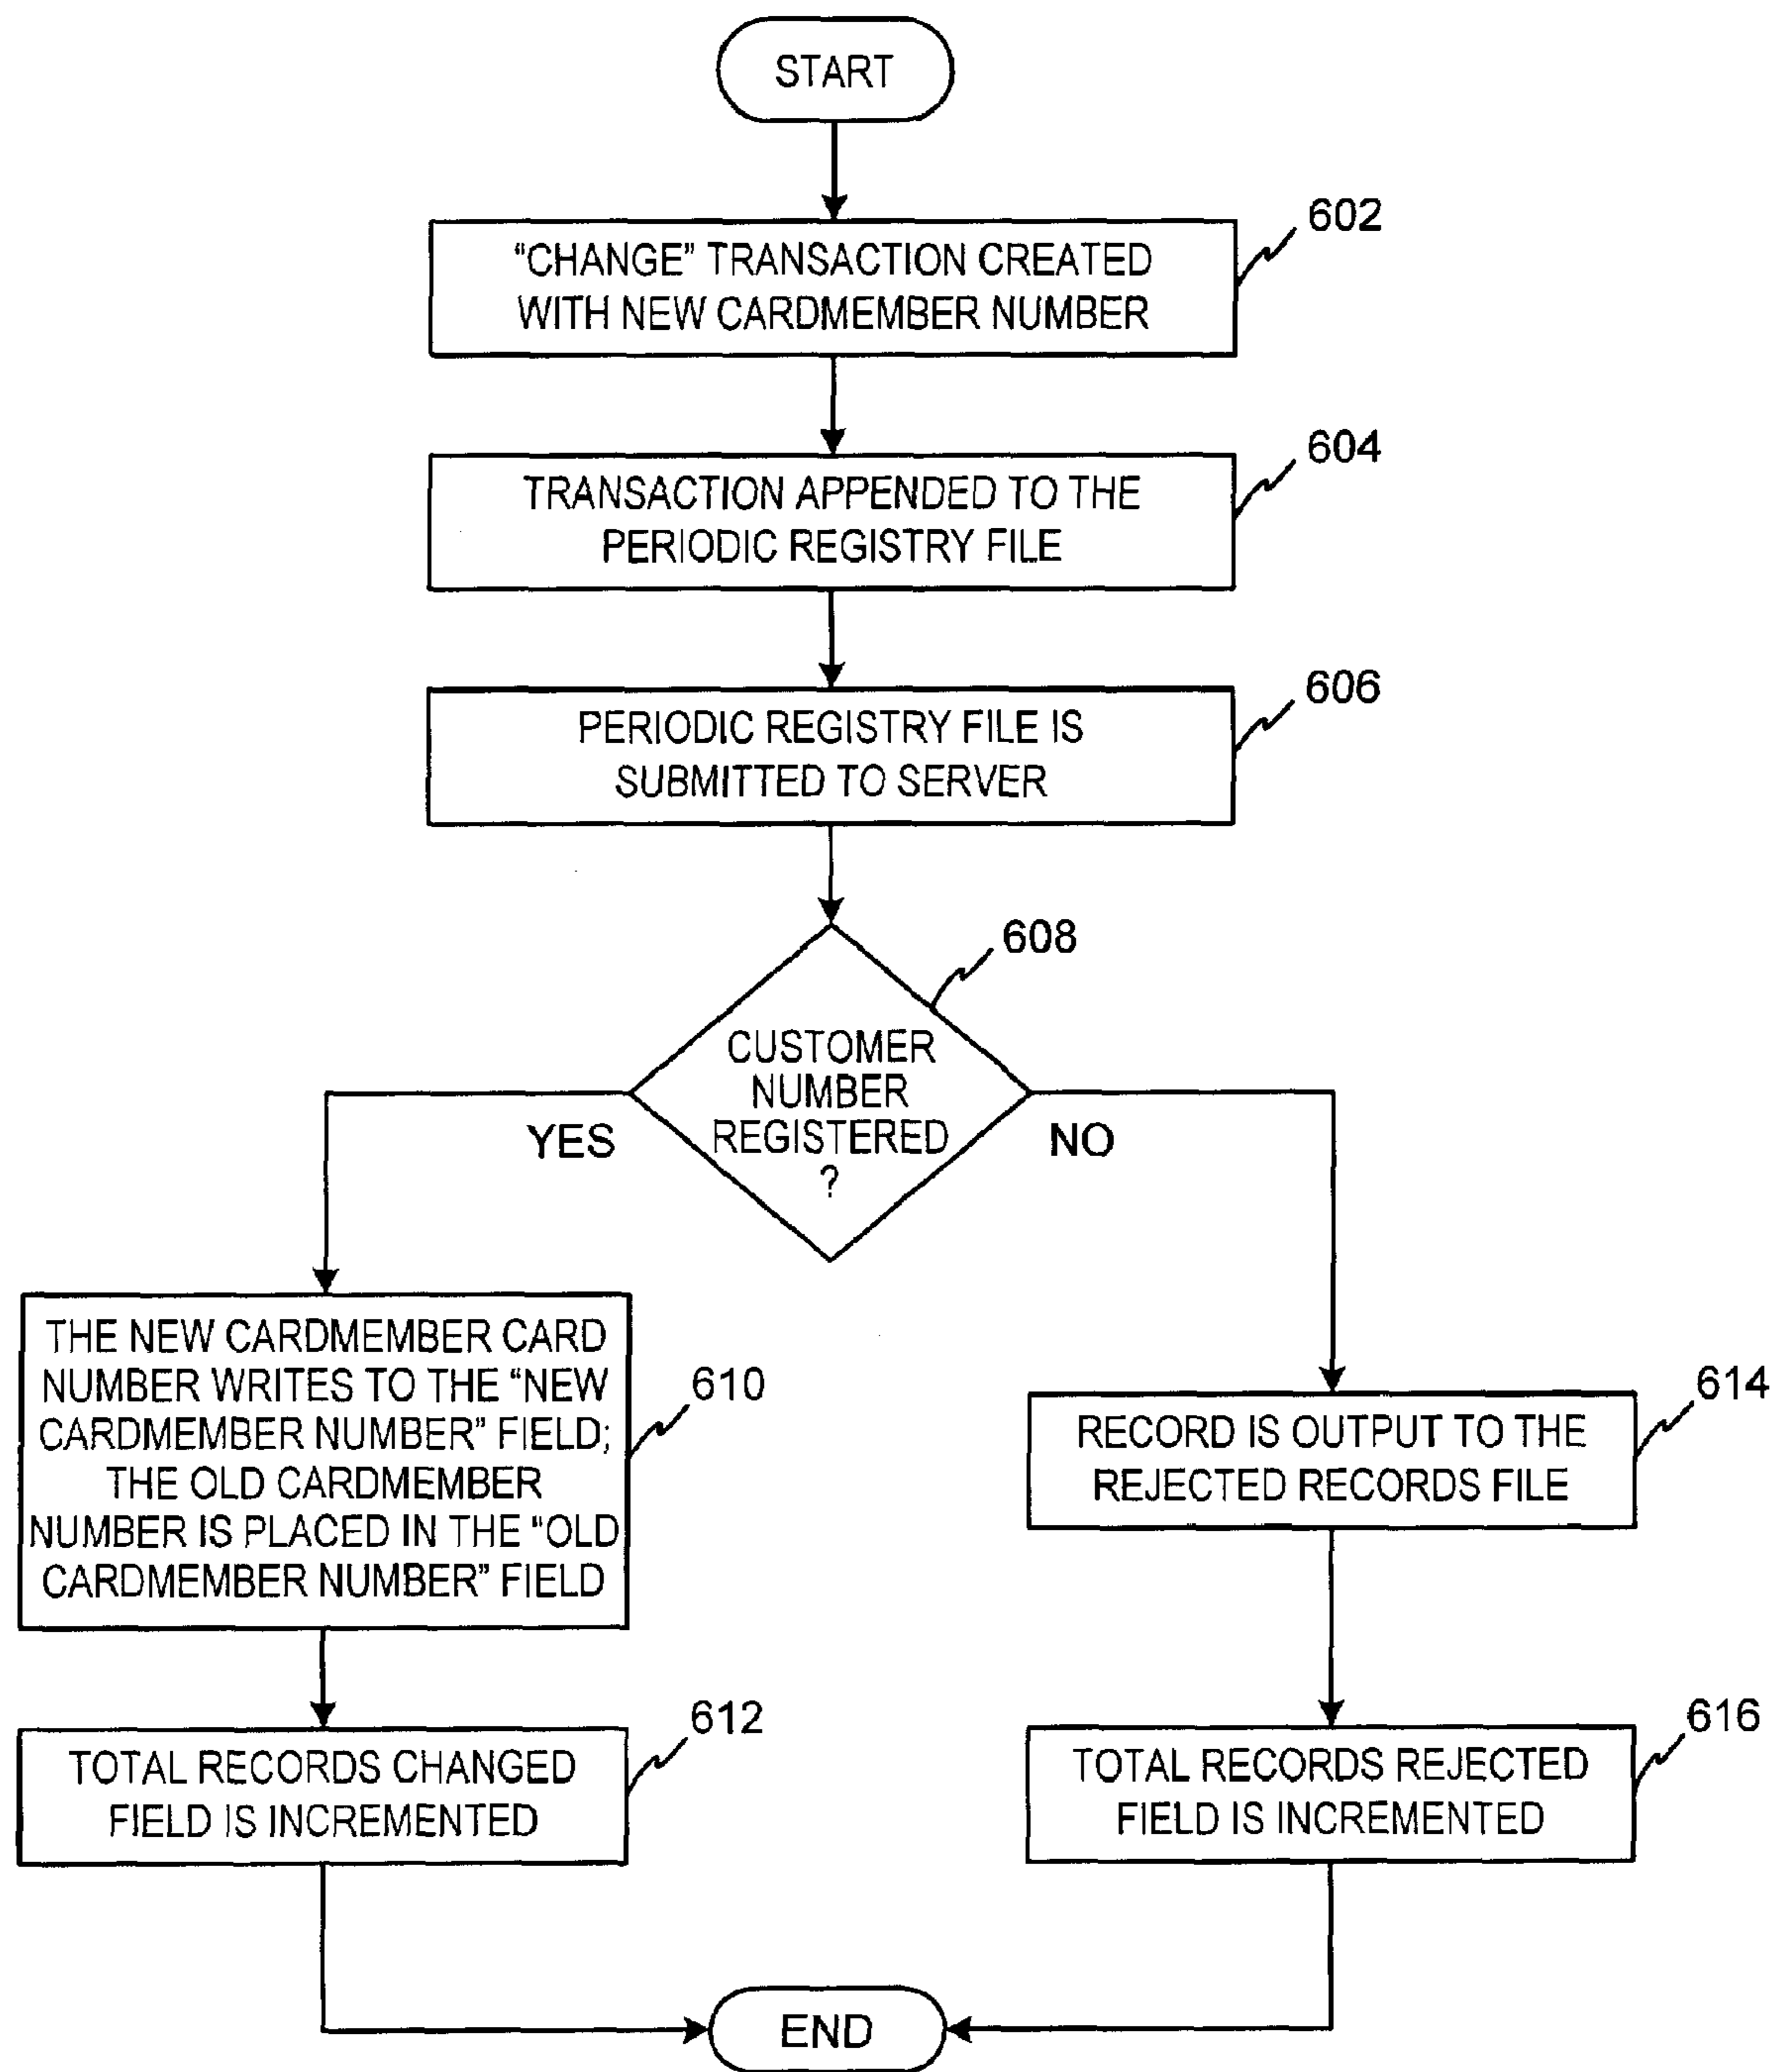 START
602
“CHANGE” TRANSACTION CREATED
WITH NEW CARDMEMBER NUMBER
604
TRANSACTION APPENDED TO THE
PERIODIC REGISTRY FILE
606
PERIODIC REGISTRY FILE IS
SUBMITTED TO SERVER
608
CUSTOMER
NUMBER
REGISTERED
?
YES
NO
THE NEW CARDMEMBER CARD
NUMBER WRITES TO THE “NEW
CARDMEMBER NUMBER” FIELD;
THE OLD CARDMEMBER
NUMBER IS PLACED IN THE “OLD
CARDMEMBER NUMBER” FIELD
610
614
RECORD IS OUTPUT TO THE
REJECTED RECORDS FILE
612
TOTAL RECORDS CHANGED
FIELD IS INCREMENTED
616
TOTAL RECORDS REJECTED
FIELD IS INCREMENTED
END